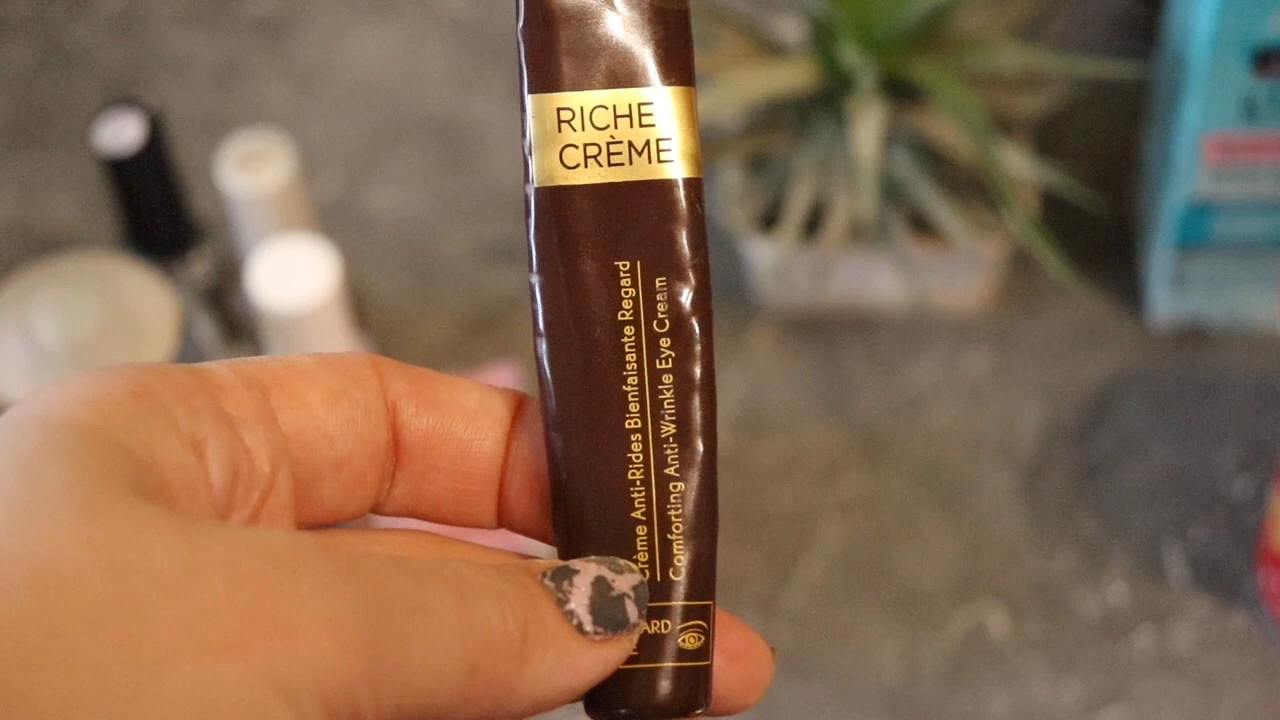 RICHE
CRÈME
Crème Anti-Rides Bienfaisante Regard
Comforting Anti-Wrinkle Eye Cream